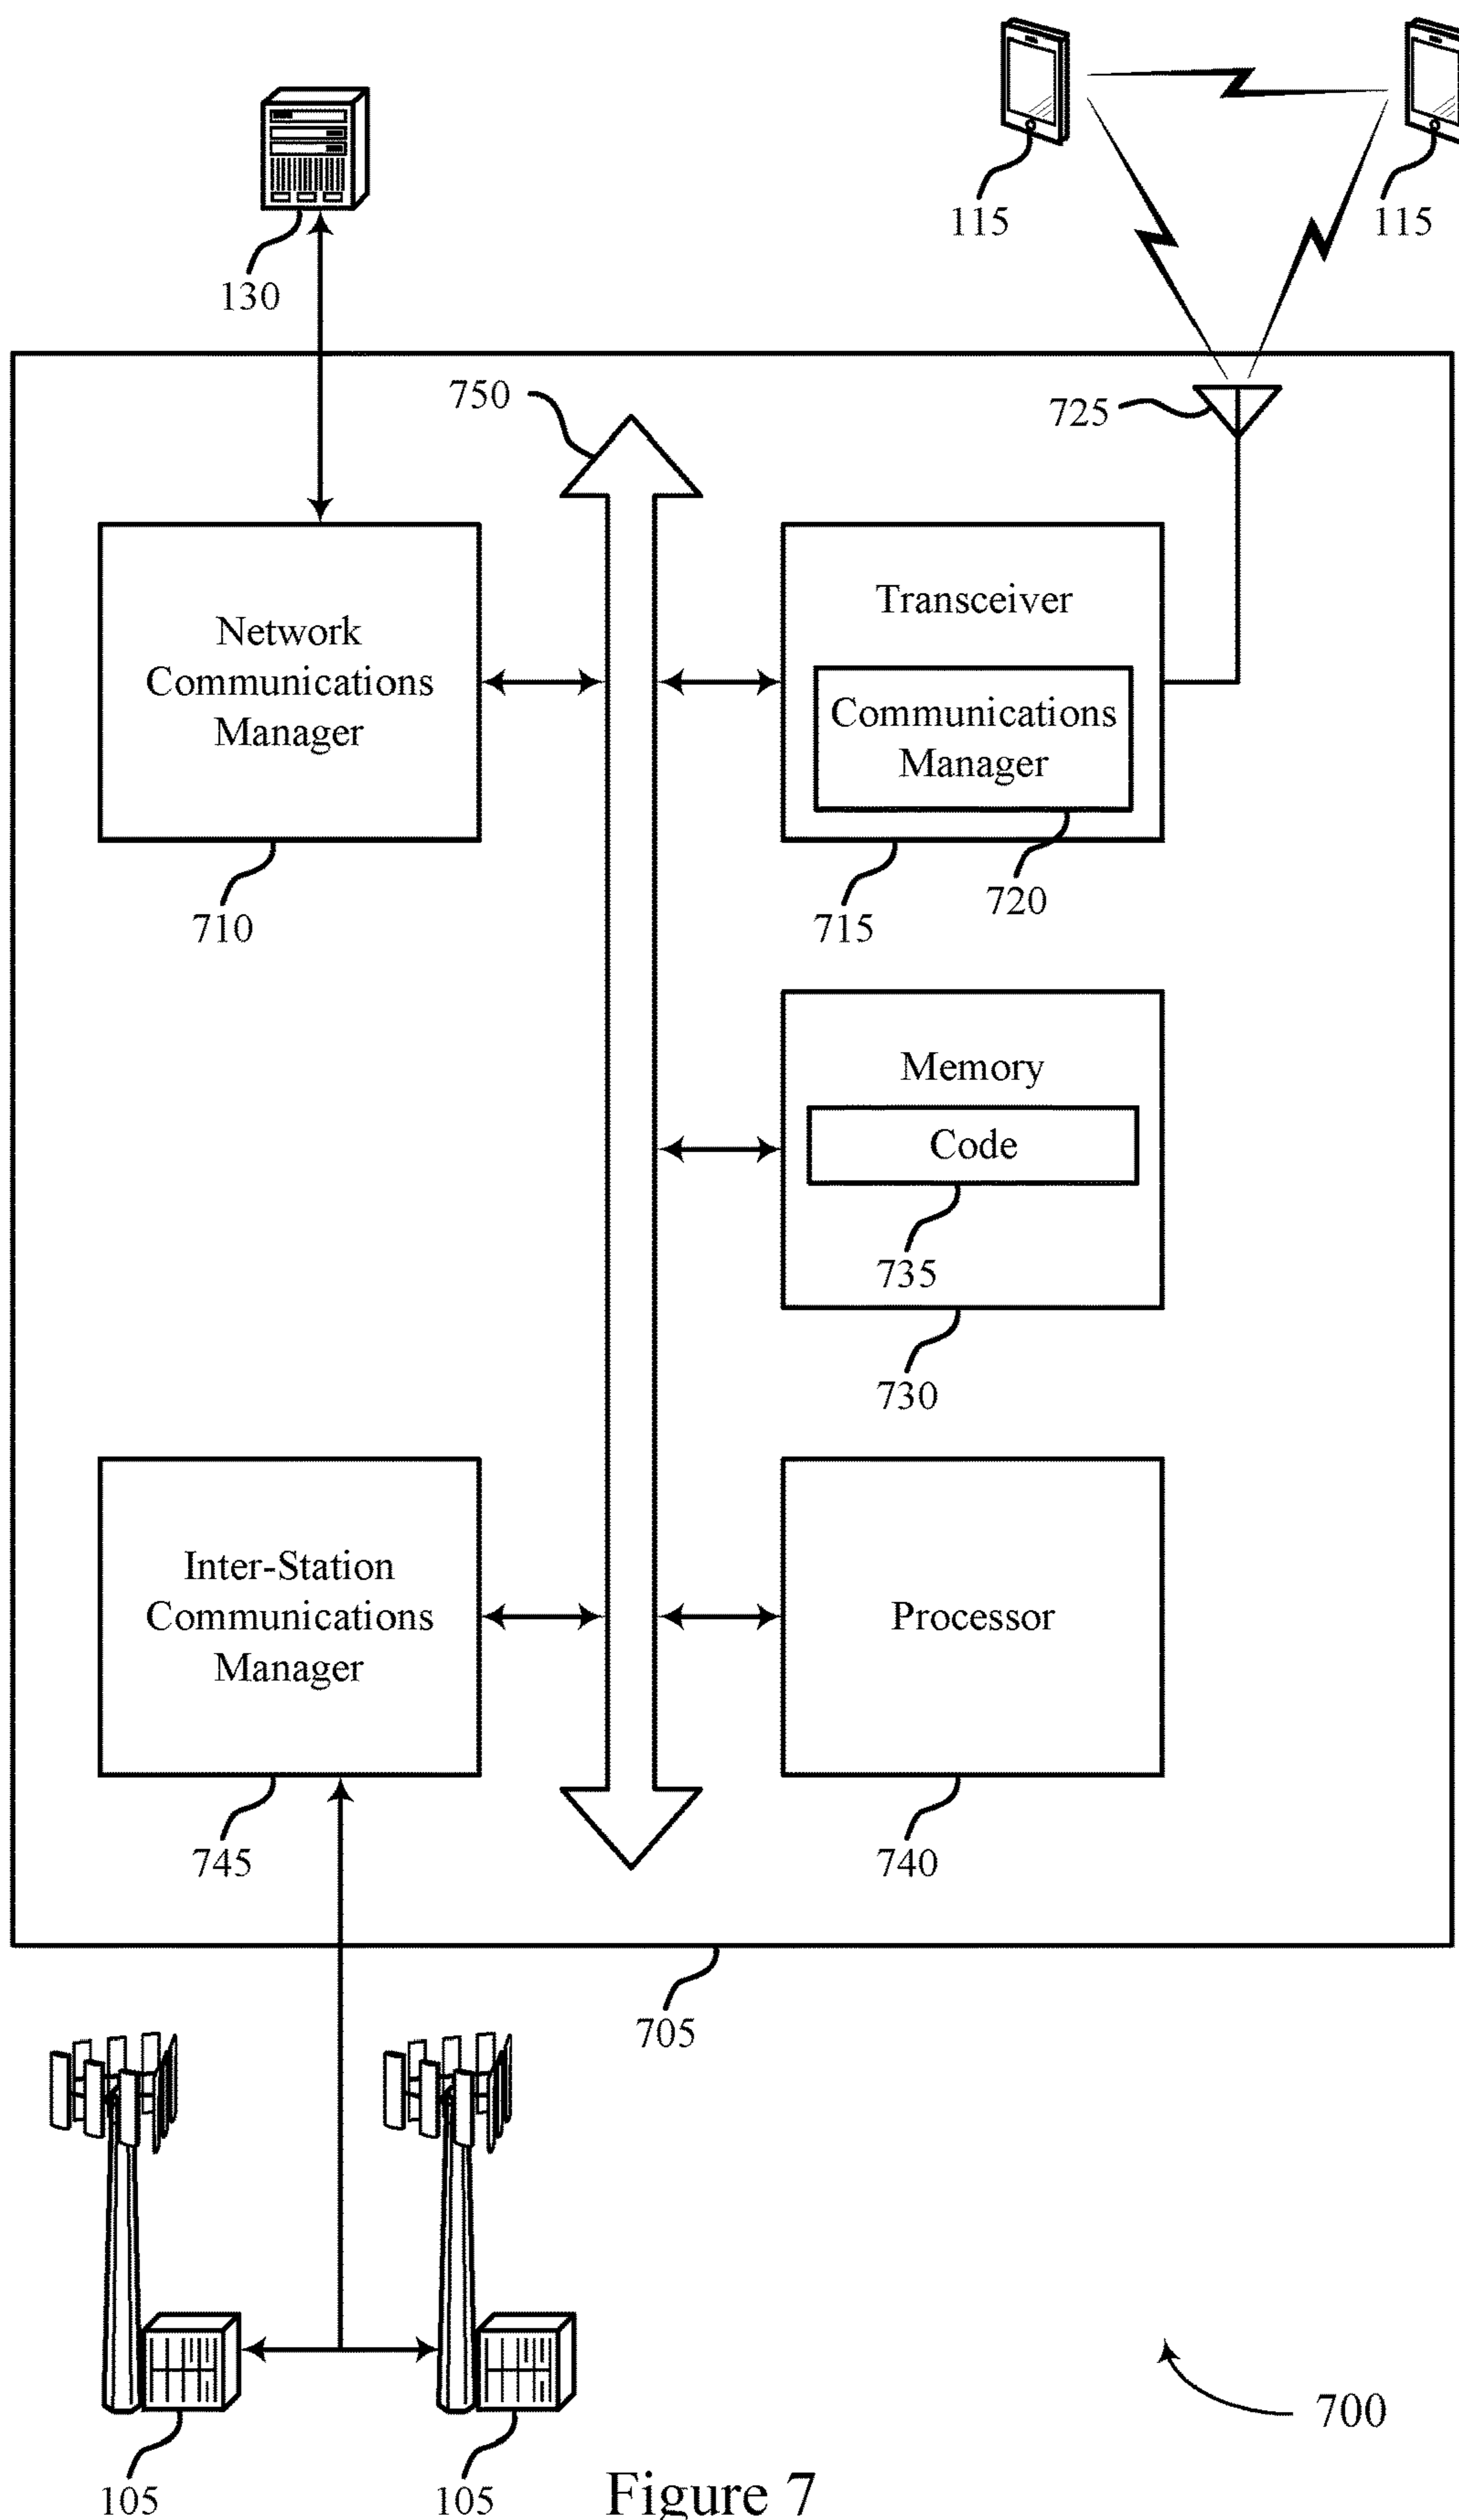 115
115
130
750
725
Network
Communications
Manager
Transceiver
Communications
Manager
710
715
720
Memory
Code
735
730
Inter-Station
Communications
Manager
Processor
745
740
705
700
105
105
Figure 7